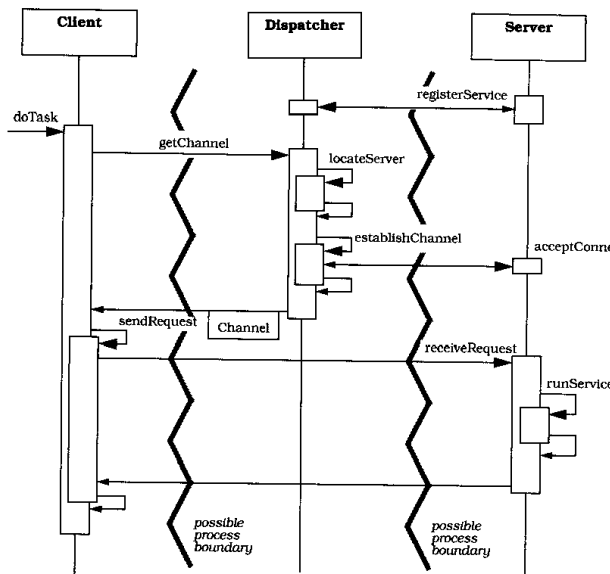 Client
Dispatcher
Server
registerService
doTask
getChannel
locateServer
establishChannel
acceptConne
sendRequest
Channel
receiveRequest
runService
possible
process
boundary
possible
process
boundary